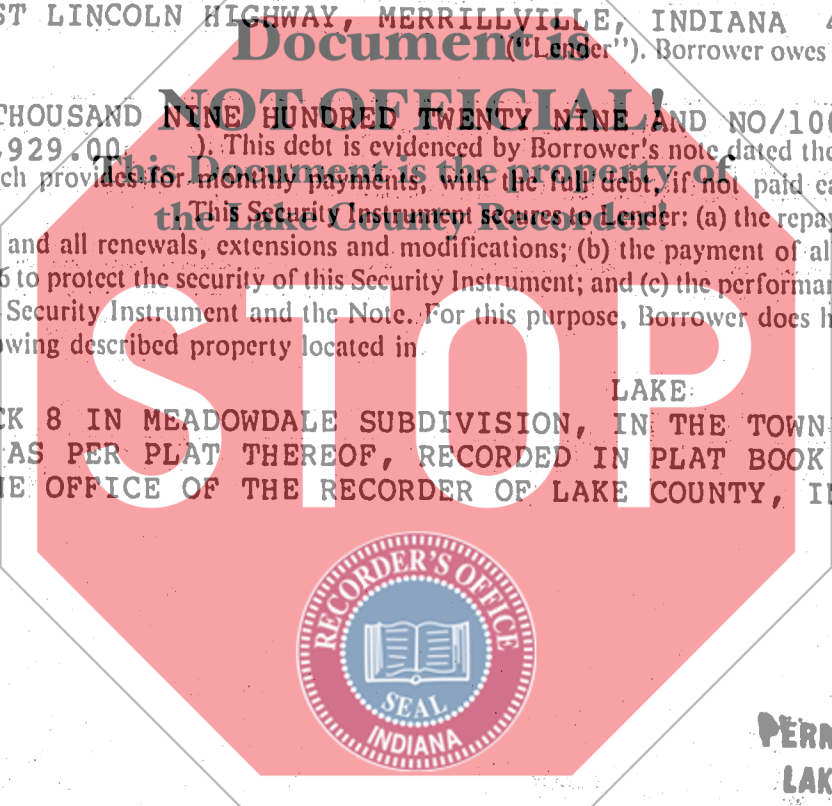 ST LINCOLN HIGHWAY, MERRILLVILLE, INDIANA 4
Document is
("Lender"). Borrower owes
NOT OFFICIAL!
THOUSAND NINE HUNDRED TWENTY NINE AND NO/100
,929.00 ). This debt is evidenced by Borrower's note dated the
This Document is the property of
ch provides for monthly payments, with the full debt, if not paid ea
the Lake County Recorder!
. This Security Instrument secures to Lender: (a) the repay
and all renewals, extensions and modifications; (b) the payment of al
6 to protect the security of this Security Instrument; and (c) the performan
Security Instrument and the Note. For this purpose, Borrower does h
owing described property located in
STOP
LAKE
CK 8 IN MEADOWDALE SUBDIVISION, IN THE TOWN
AS PER PLAT THEREOF, RECORDED IN PLAT BOOK
HE OFFICE OF THE RECORDER OF LAKE COUNTY, IN
RECORDER'S OFFICE
SEAL
INDIANA
PERM
LAK